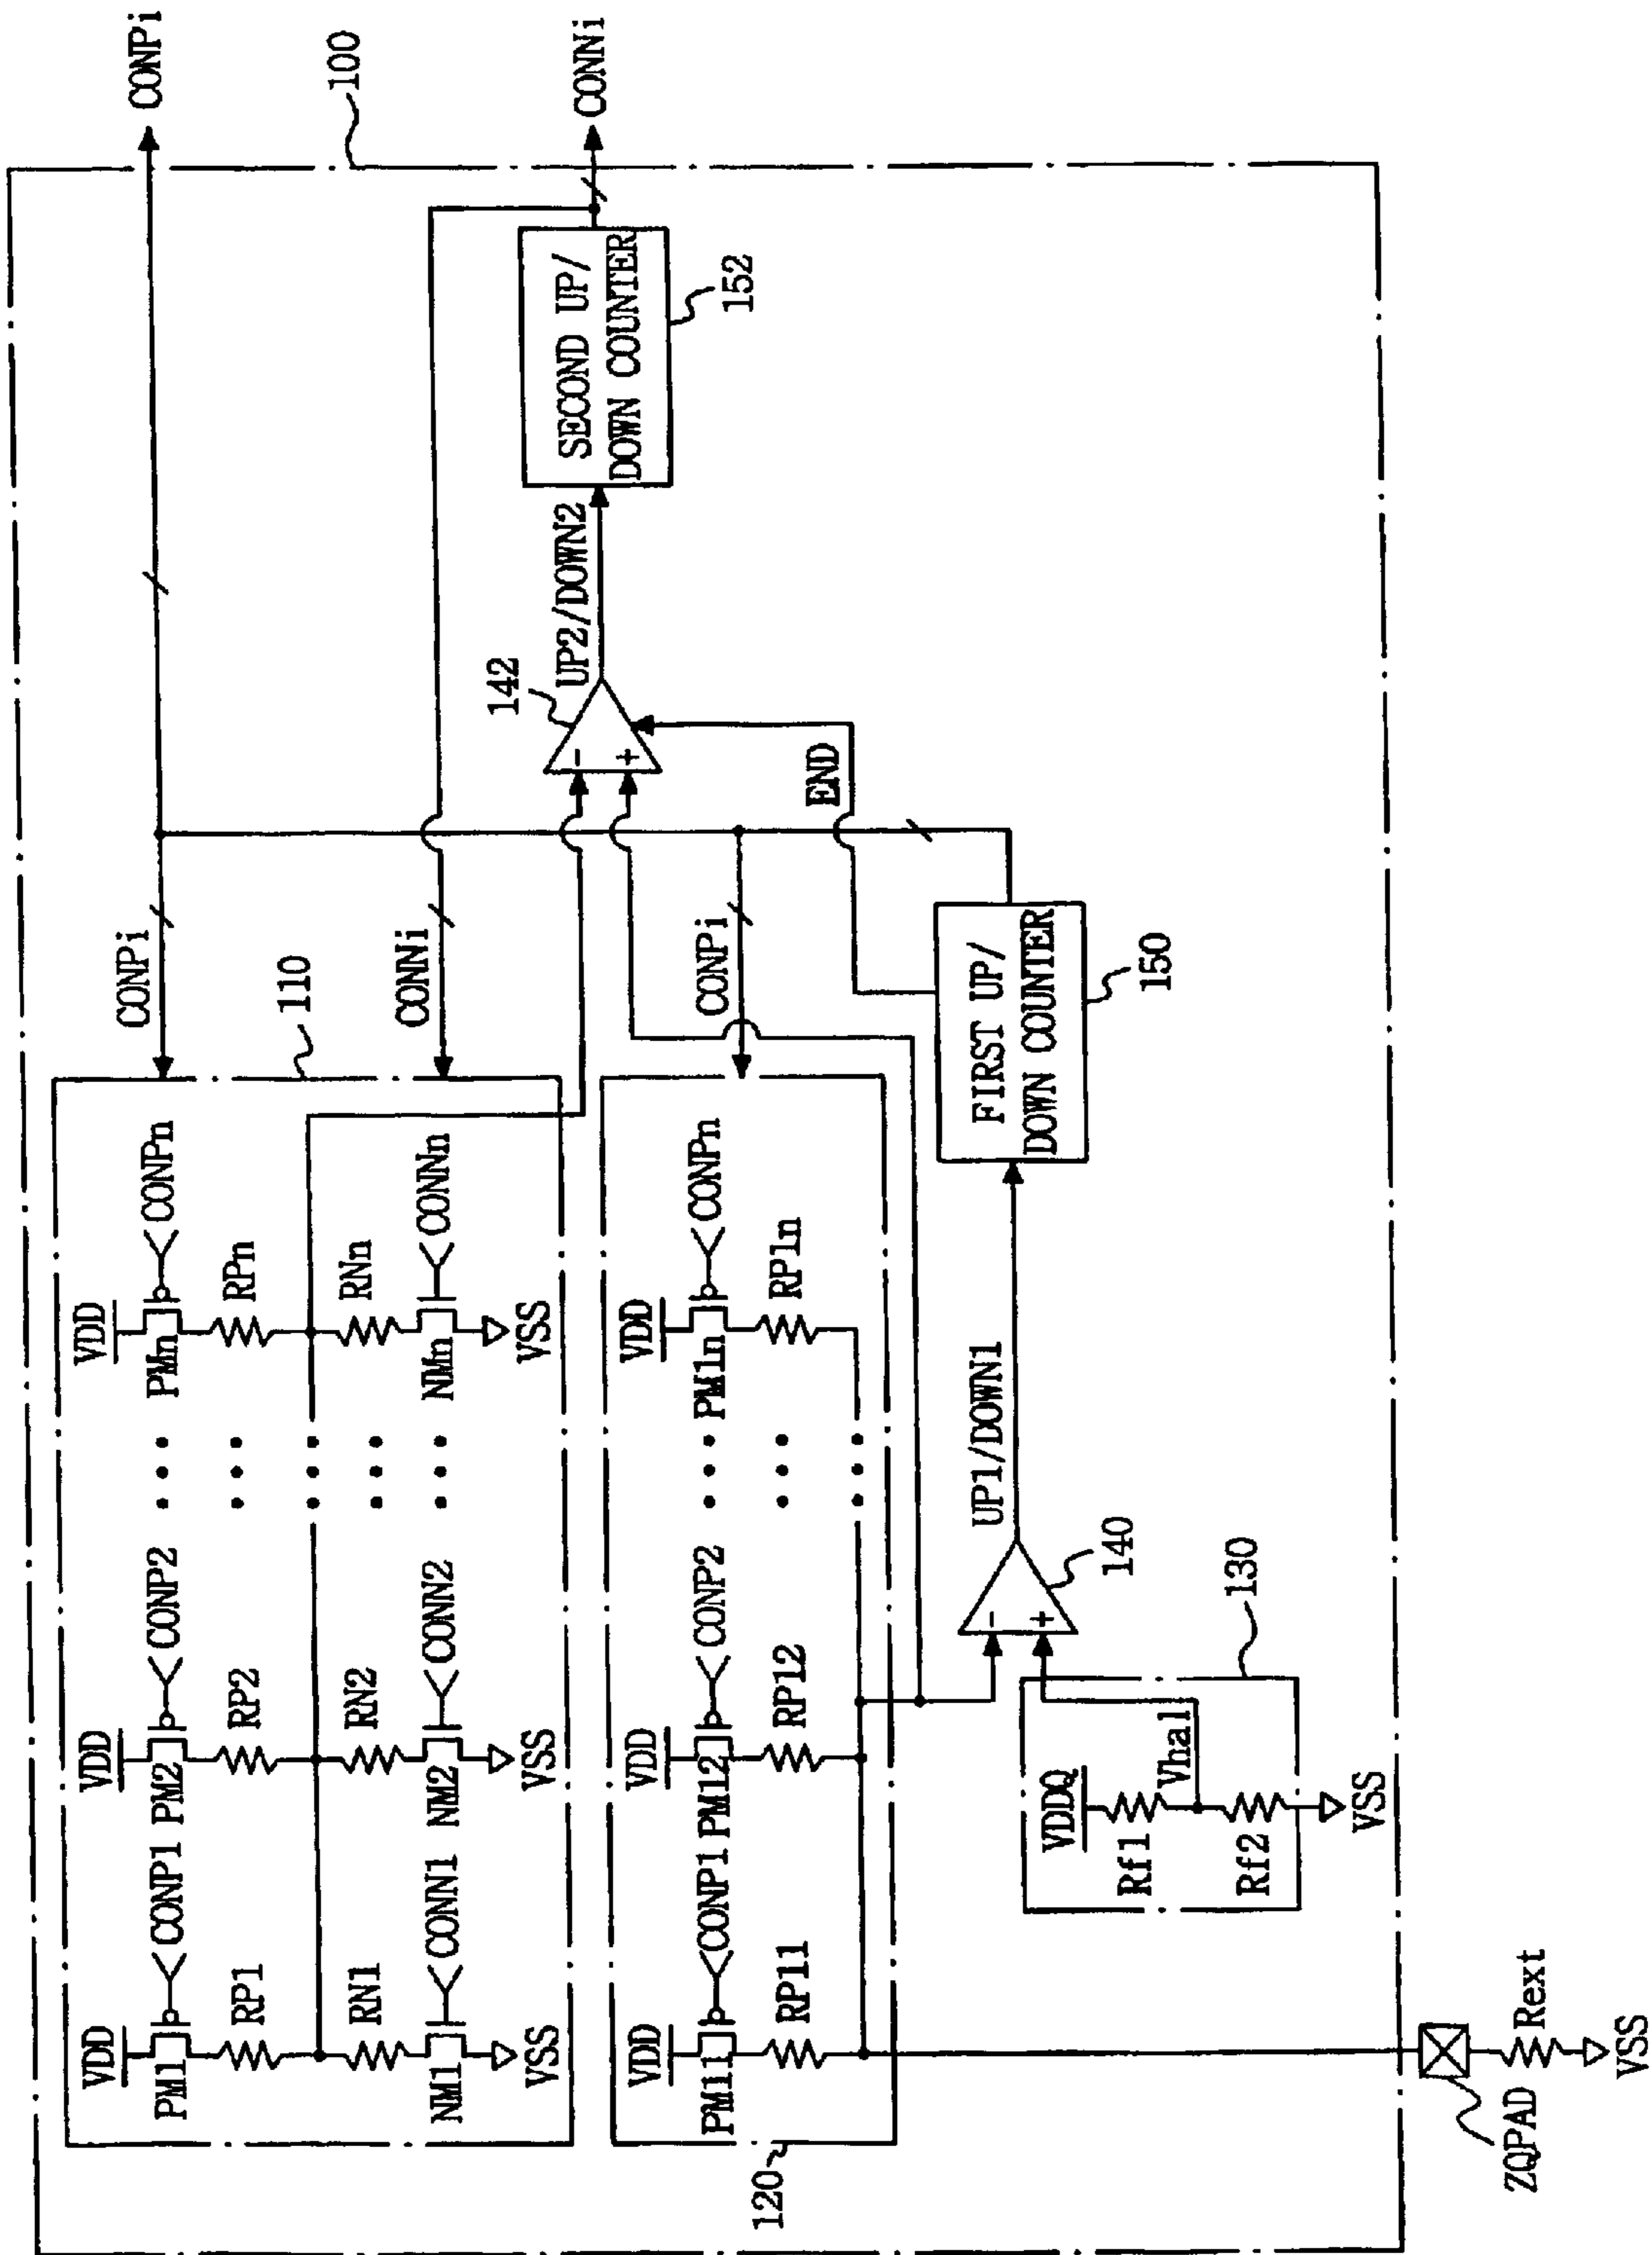 CONPi
100
CONNi
CONPi
CONNi
110
VDD
VDD
VDD
PM1
CONP1
PM2
CONP2
PMn
CONPn
RP1
RP2
RPn
RN1
RN2
RNn
NM1
CONN1
NM2
CONN2
NMn
CONNn
VSS
VSS
VSS
-
+
142
UP2/DOWN2
SECOND UP/
DOWN COUNTER
152
END
CONPi
120
VDD
VDD
VDD
PM11
CONP1
PM12
CONP2
PM1n
CONPn
RP11
RP12
RP1n
-
+
140
UP1/DOWN1
FIRST UP/
DOWN COUNTER
150
130
VDDQ
Rf1
Vhal
Rf2
VSS
ZQPAD
Rext
VSS